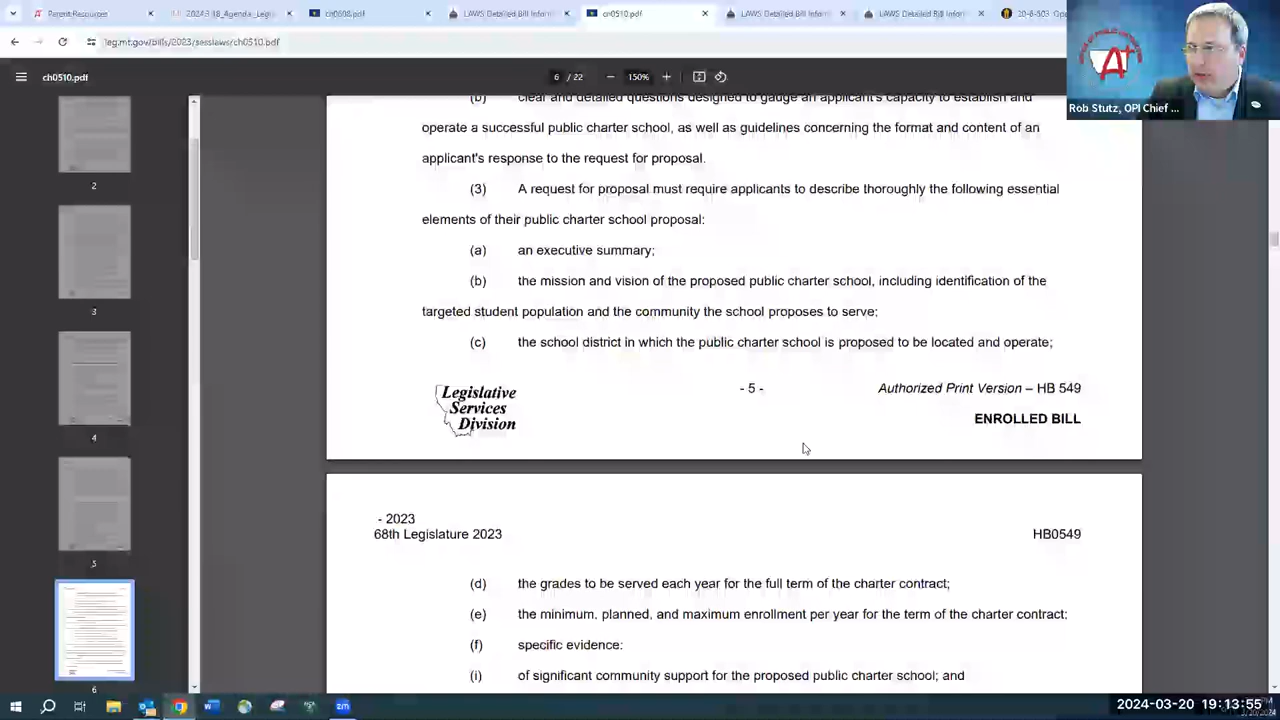 Parent Resources
2024.3.18_Agenda_Legis
ch0608.pdf
LAWS Detailed Bill Inform
ch0510.pdf
LAWS Detailed Bill Inform
LAWS Detailed Bill Inform
20-6-803
leg.mt.gov/bills/2023/sesslaws/ch0510.pdf
ch0510.pdf
6 / 22
150%
Rob Stutz, OPI Chief ...
(b) clear and detailed questions designed to gauge an applicant's capacity to establish and
operate a successful public charter school, as well as guidelines concerning the format and content of an
applicant's response to the request for proposal.
(3) A request for proposal must require applicants to describe thoroughly the following essential
elements of their public charter school proposal:
(a) an executive summary;
(b) the mission and vision of the proposed public charter school, including identification of the
targeted student population and the community the school proposes to serve;
(c) the school district in which the public charter school is proposed to be located and operate;
Legislative
Services
Division
- 5 -
Authorized Print Version – HB 549
ENROLLED BILL
- 2023
68th Legislature 2023
HB0549
(d) the grades to be served each year for the full term of the charter contract;
(e) the minimum, planned, and maximum enrollment per year for the term of the charter contract;
(f) specific evidence:
(i) of significant community support for the proposed public charter school; and
2
3
4
5
6
2024-03-20 19:13:55